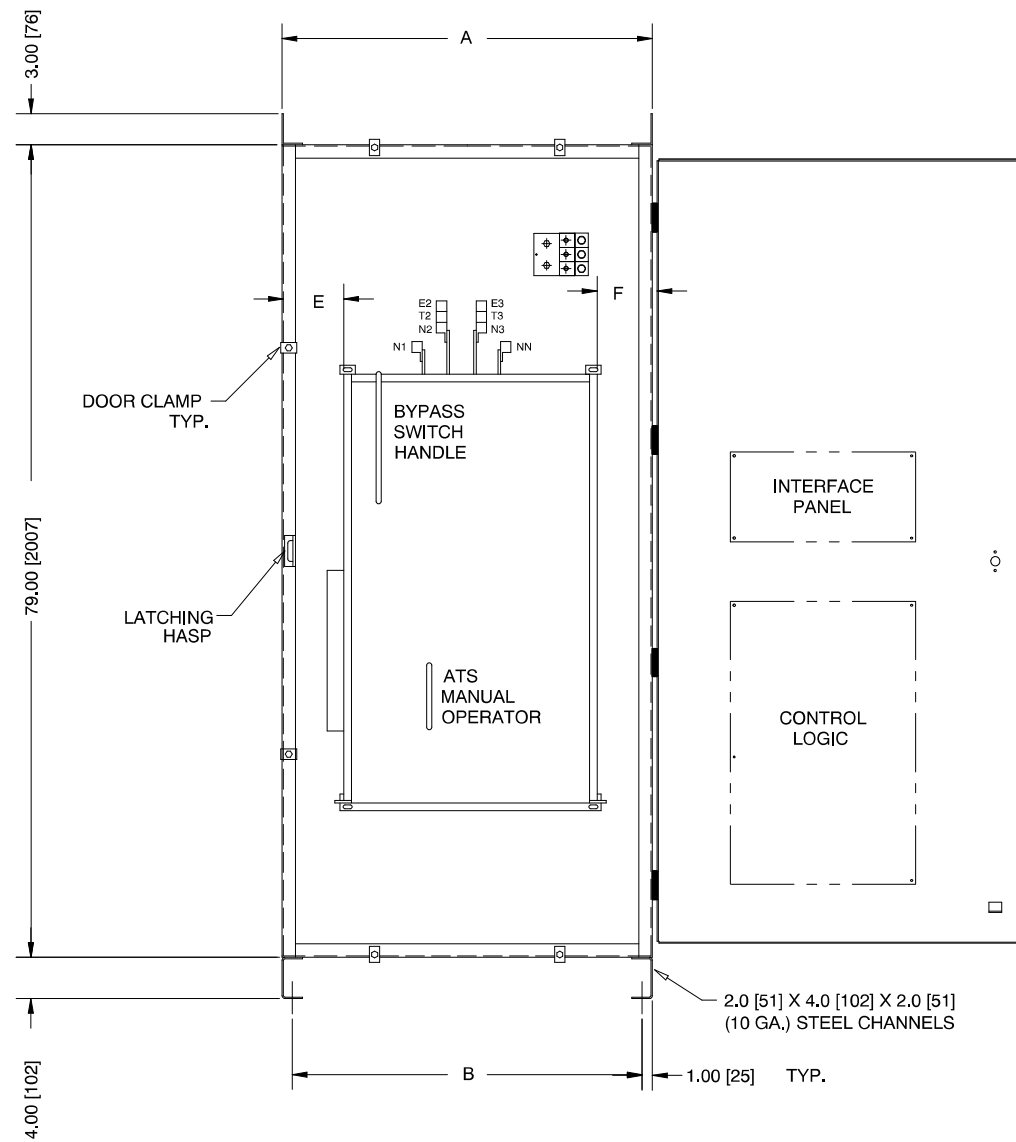 3.00 [76]
A
E
F
E2
T2
N2
N1
E3
T3
N3
NN
DOOR CLAMP
TYP.
BYPASS
SWITCH
HANDLE
INTERFACE
PANEL
79.00 [2007]
LATCHING
HASP
ATS
MANUAL
OPERATOR
CONTROL
LOGIC
2.0 [51] X 4.0 [102] X 2.0 [51]
(10 GA.) STEEL CHANNELS
B
1.00 [25] TYP.
4.00 [102]